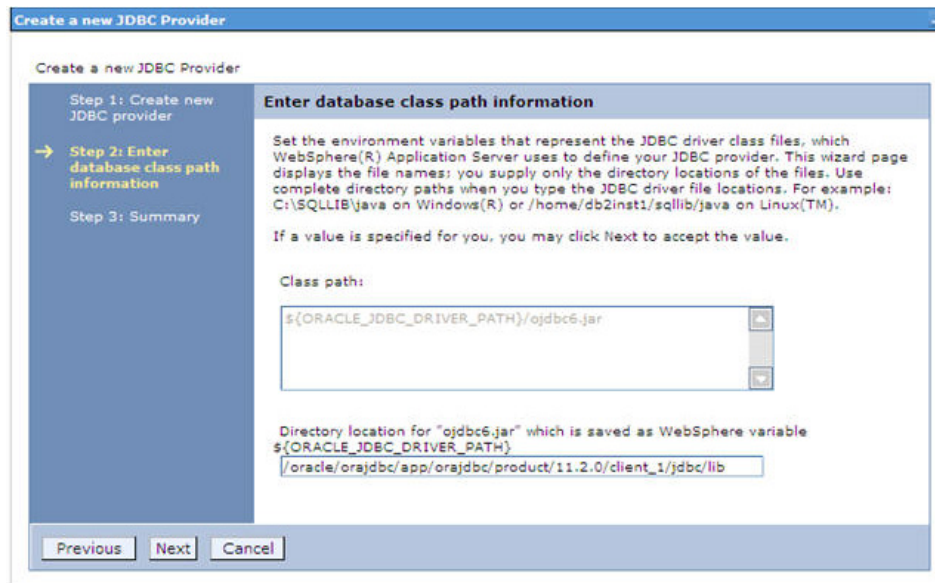 Create a new JDBC Provider
Create a new JDBC Provider
Step 1: Create new
JDBC provider
Step 2: Enter
database class path
information
Step 3: Summary
Enter database class path information
Set the environment variables that represent the JDBC driver class files, which
WebSphere(R) Application Server uses to define your JDBC provider. This wizard page
displays the file names; you supply only the directory locations of the files. Use
complete directory paths when you type the JDBC driver file locations. For example:
C:\SQLLIB\java on Windows(R) or /home/db2inst1/sqllib/java on Linux(TM).
If a value is specified for you, you may click Next to accept the value.
Class path:
${ORACLE_JDBC_DRIVER_PATH}/ojdbc6.jar
Directory location for "ojdbc6.jar" which is saved as WebSphere variable
${ORACLE_JDBC_DRIVER_PATH}
/oracle/orajdbc/app/orajdbc/product/11.2.0/client_1/jdbc/lib
Previous Next Cancel